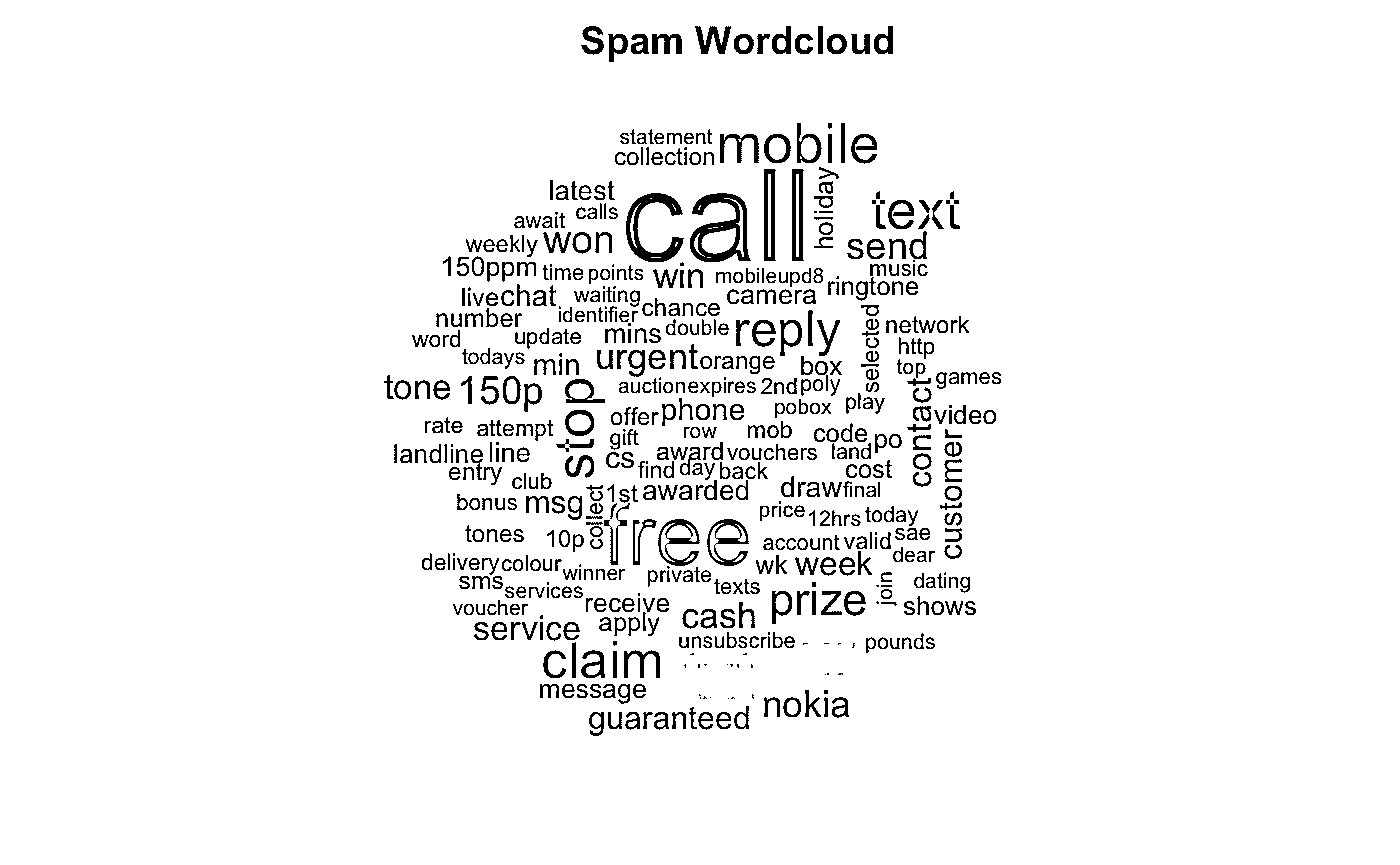 Spam Wordcloud
statement mobile
collection
latest call holiday text
await calls
weekly won send
150ppm time points win mobileupd8 music
livechat waiting camera ringtone
number identifier chance
word update mins double reply selected network
todays min urgent orange box http
top games
tone 150p stop auction expires 2nd poly contact
offer phone pobox play video
rate attempt gift row mob code po
landline line cs award vouchers land customer
entry club find day back cost
bonus msg collect 1st awarded draw final
price 12hrs today
tones 10p free account valid sae
delivery colour winner wk week dear
sms services private texts join dating
voucher receive cash prize shows
service apply
unsubscribe pounds
claim
message
guaranteed nokia